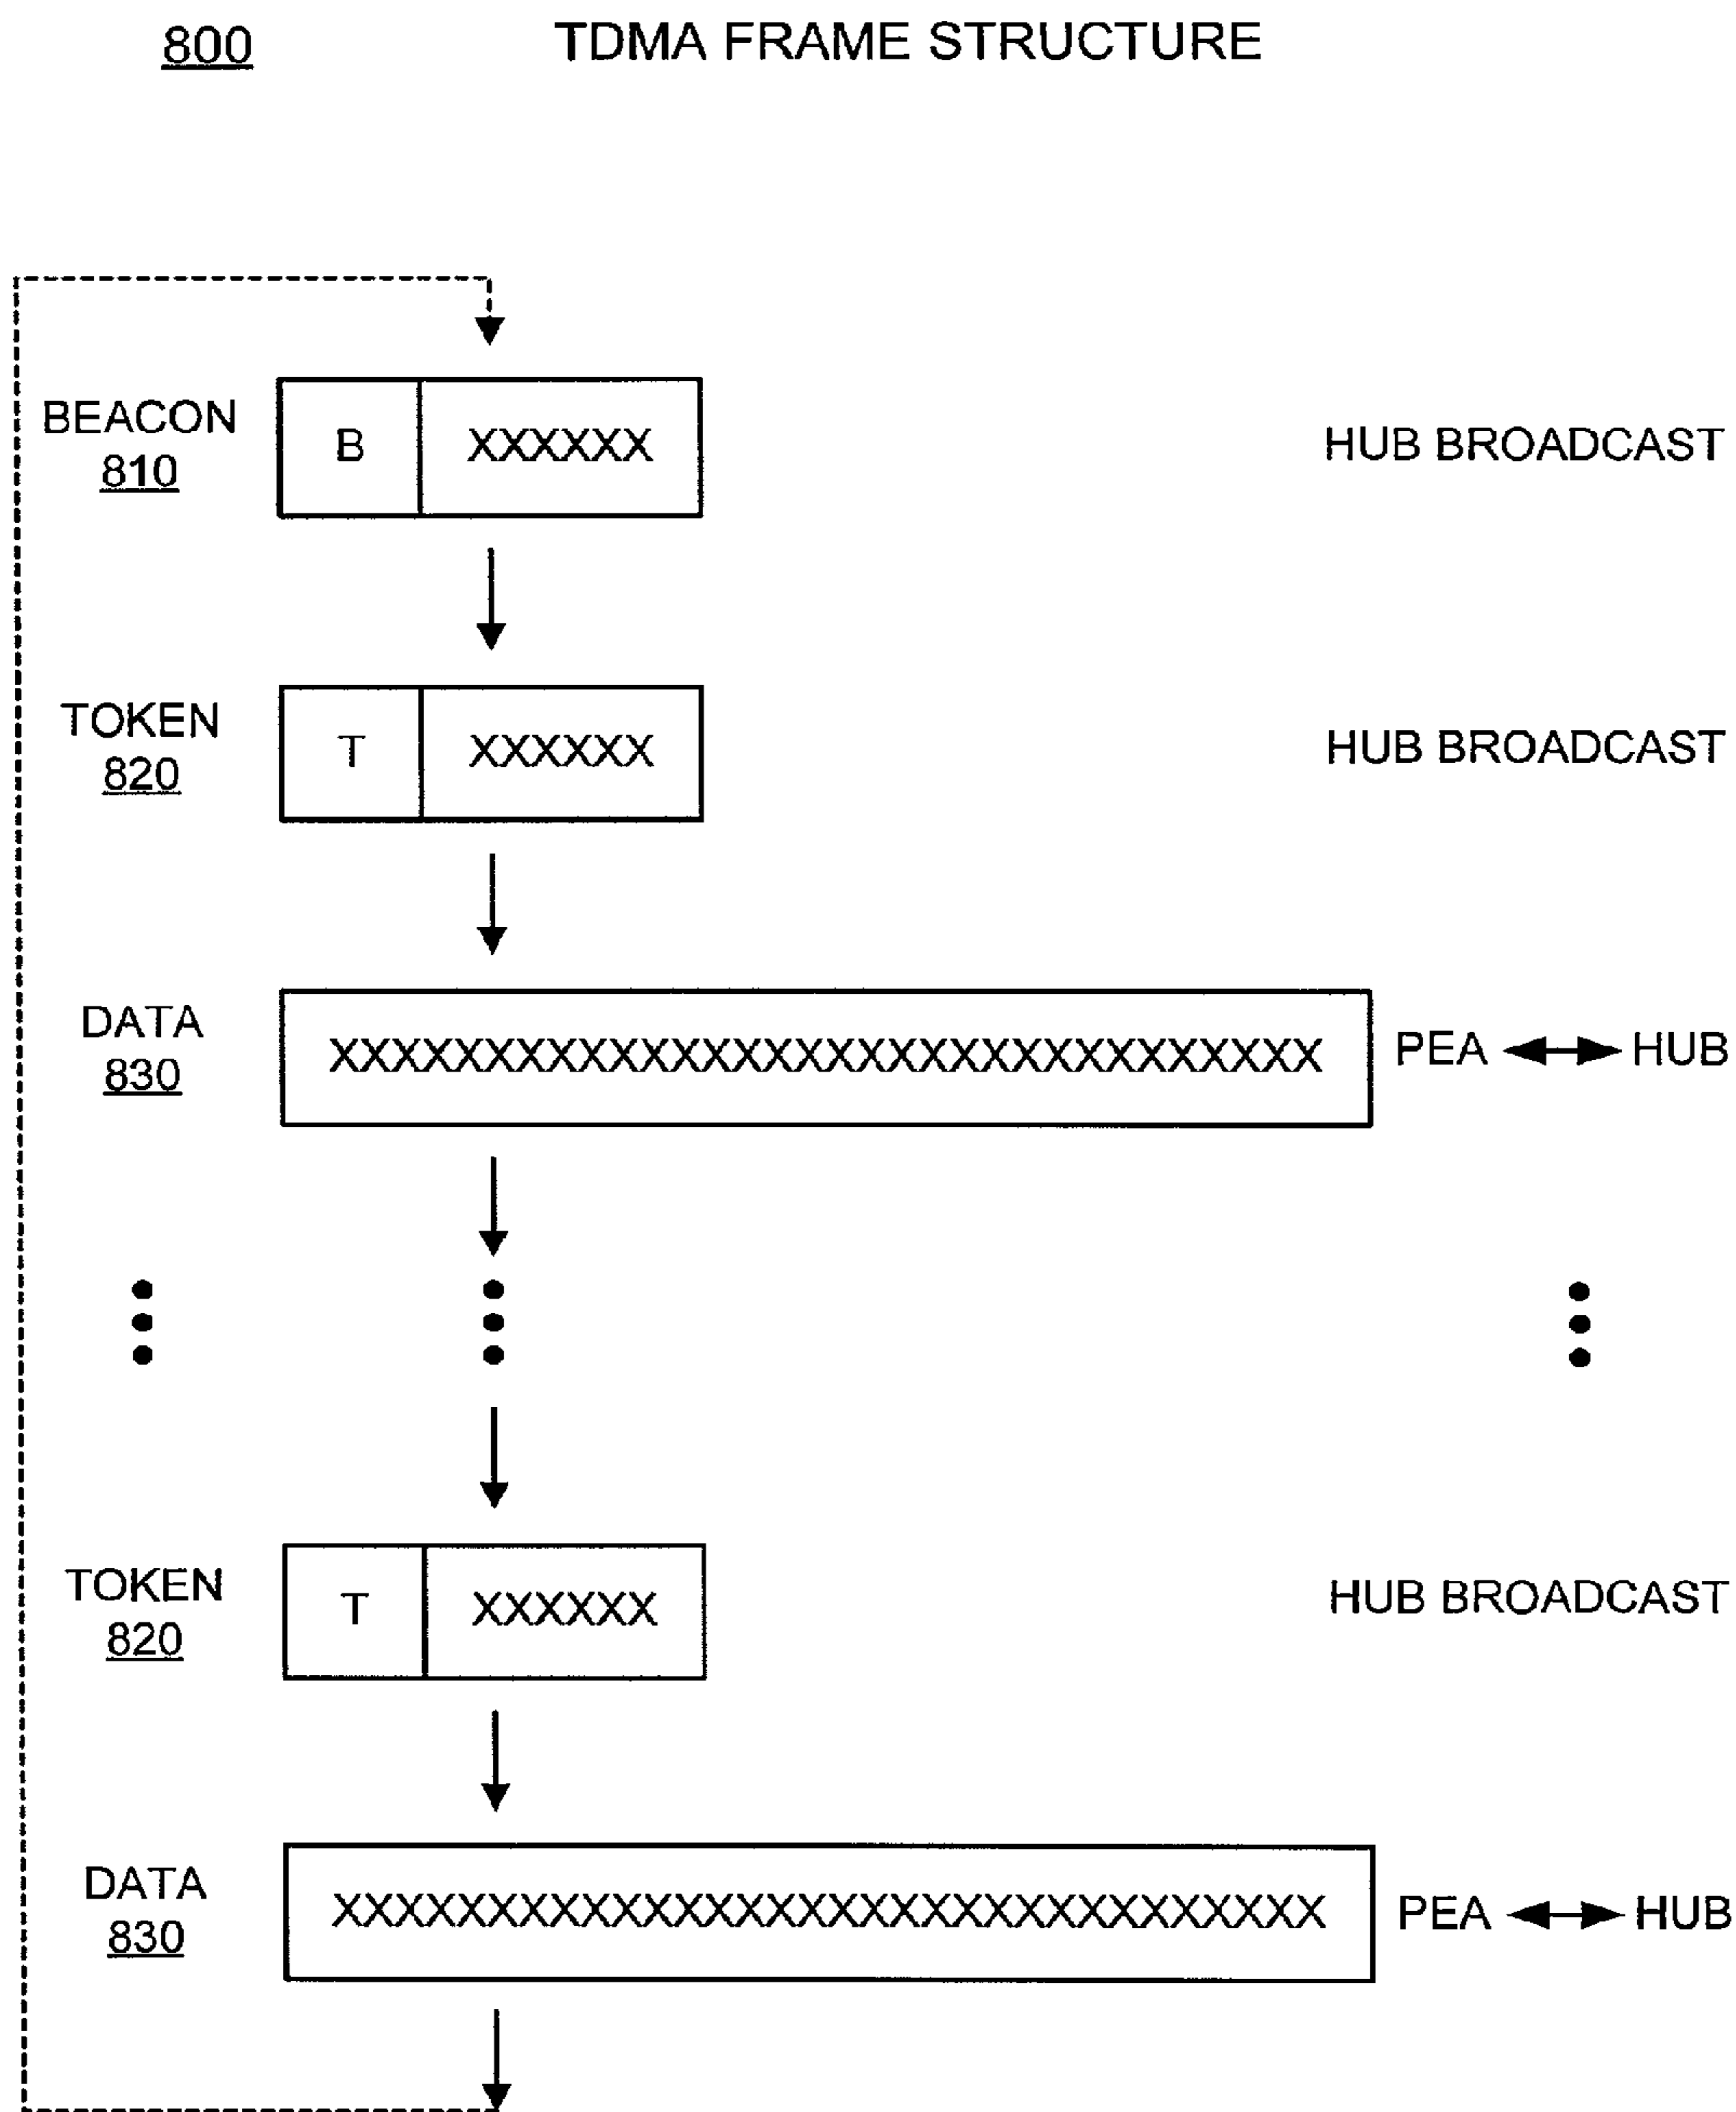 800 TDMA FRAME STRUCTURE
BEACON
810
B XXXXXX
HUB BROADCAST
TOKEN
820
T XXXXXX
HUB BROADCAST
DATA
830
XXXXXXXXXXXXXXXXXXXXXXXXXXXXXXXX
PEA HUB
TOKEN
820
T XXXXXX
HUB BROADCAST
DATA
830
XXXXXXXXXXXXXXXXXXXXXXXXXXXXXXXX
PEA HUB